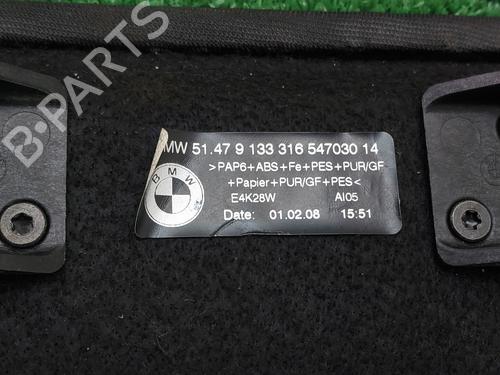 MW 51.47 9 133 316 547030 14
>PAP6+ABS+Fe+PES+PUR/GF
+Papier+PUR/GF+PES<
E4K28W AI05
Date: 01.02.08 15:51
BMW
B-PARTS